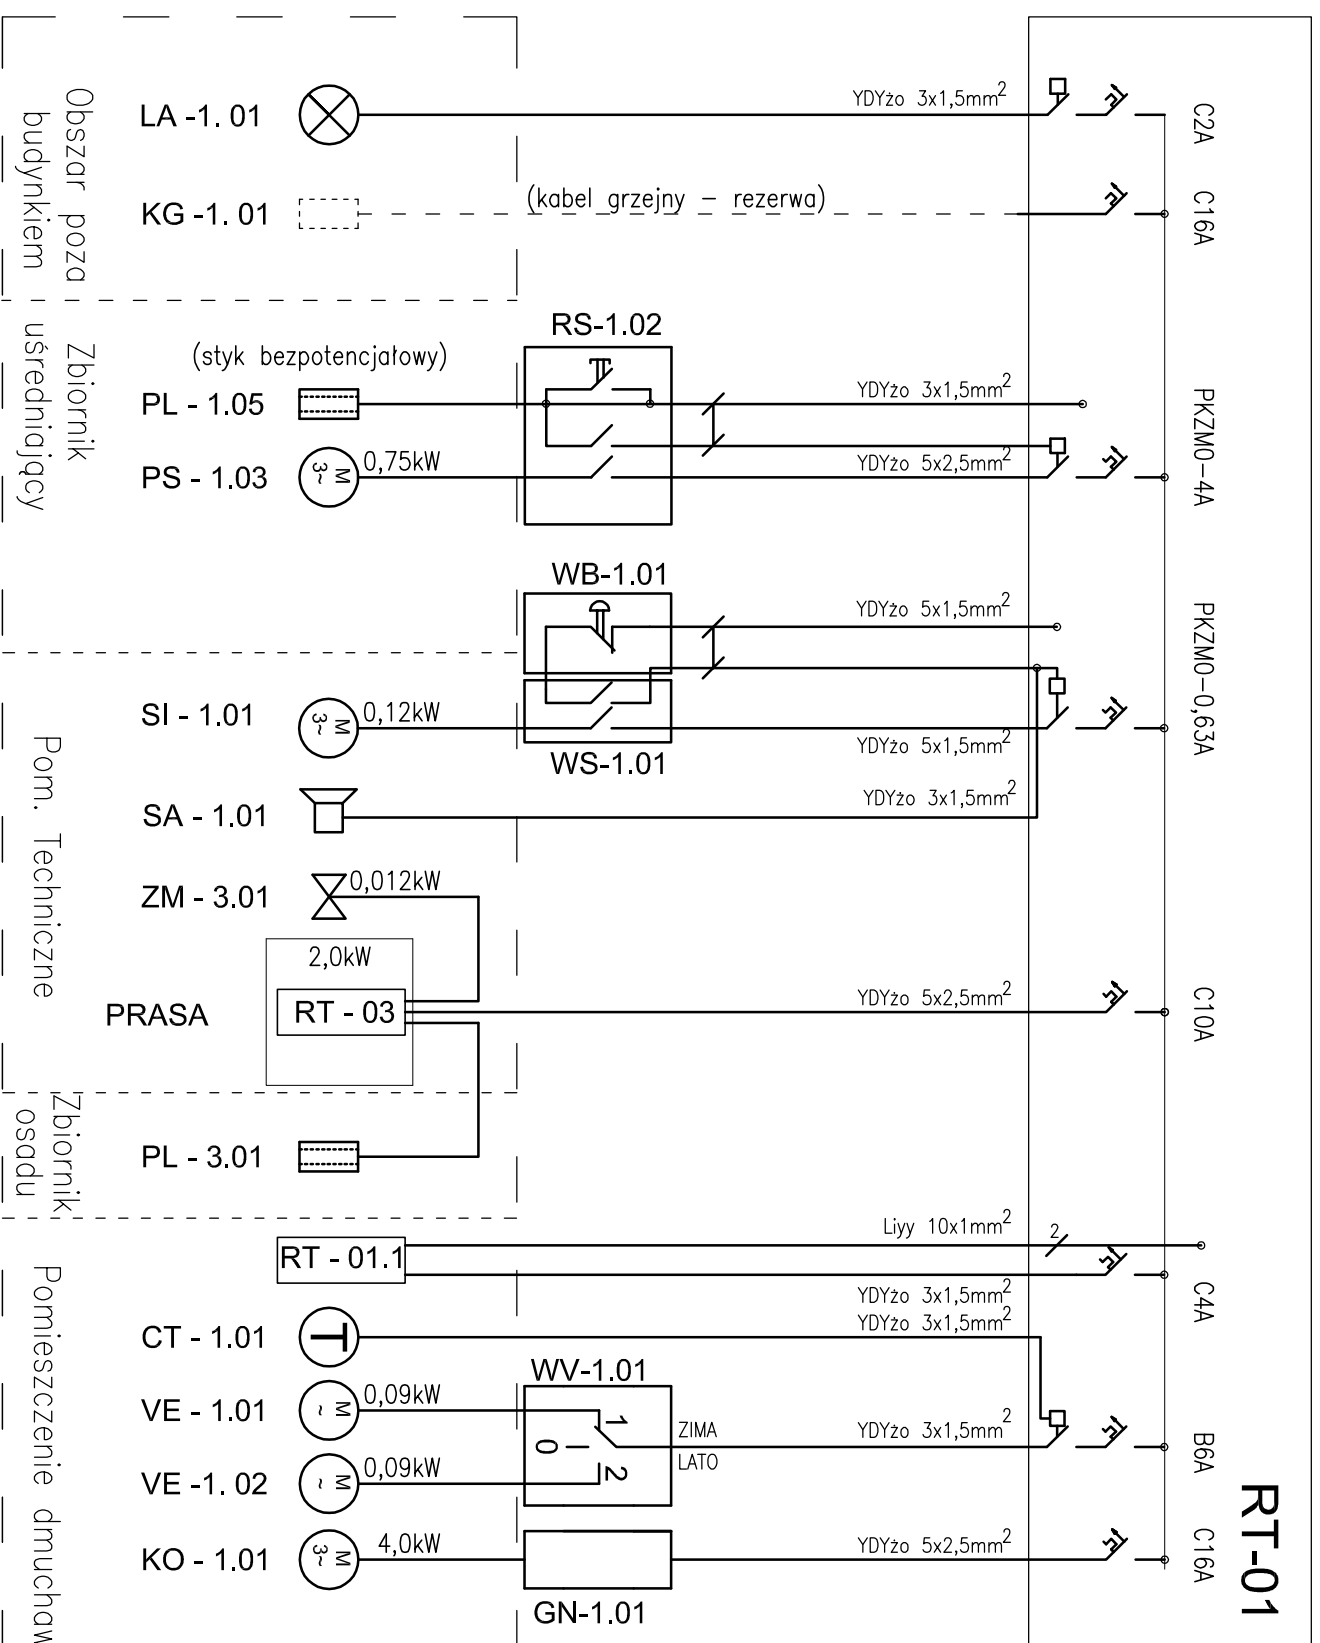 RT-01
Obszar poza
budynkiem
LA -1. 01
YDYżo 3x1,5mm²
C2A
KG -1. 01
(kabel grzejny – rezerwa)
C16A
Zbiornik
uśredniający
RS-1.02
(styk bezpotencjałowy)
PL - 1.05
YDYżo 3x1,5mm²
PKZM0-4A
PS - 1.03
M
3~
0,75kW
YDYżo 5x2,5mm²
WB-1.01
YDYżo 5x1,5mm²
PKZM0-0,63A
Pom. Techniczne
SI - 1.01
M
3~
0,12kW
YDYżo 5x1,5mm²
WS-1.01
SA - 1.01
YDYżo 3x1,5mm²
ZM - 3.01
0,012kW
2,0kW
PRASA
RT - 03
YDYżo 5x2,5mm²
C10A
Zbiornik
osadu
PL - 3.01
Pomieszczenie dmuchaw
RT - 01.1
Liyy 10x1mm²
2
YDYżo 3x1,5mm²
C4A
CT - 1.01
T
YDYżo 3x1,5mm²
WV-1.01
VE - 1.01
M
~
0,09kW
1
0
2
ZIMA
LATO
YDYżo 3x1,5mm²
B6A
VE -1. 02
M
~
0,09kW
KO - 1.01
M
3~
4,0kW
YDYżo 5x2,5mm²
C16A
GN-1.01